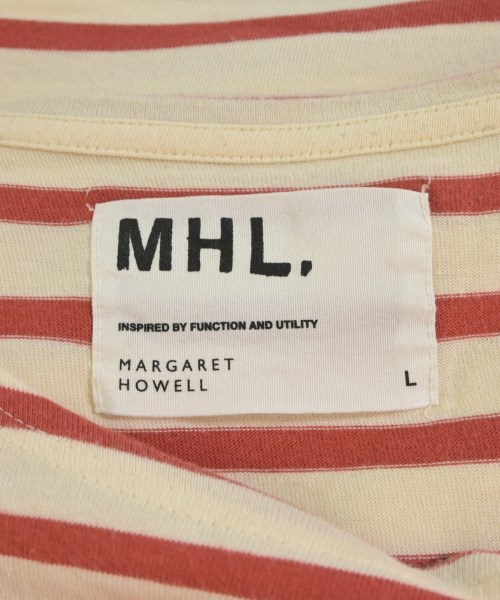 MHL.
INSPIRED BY FUNCTION AND UTILITY
MARGARET
HOWELL
L